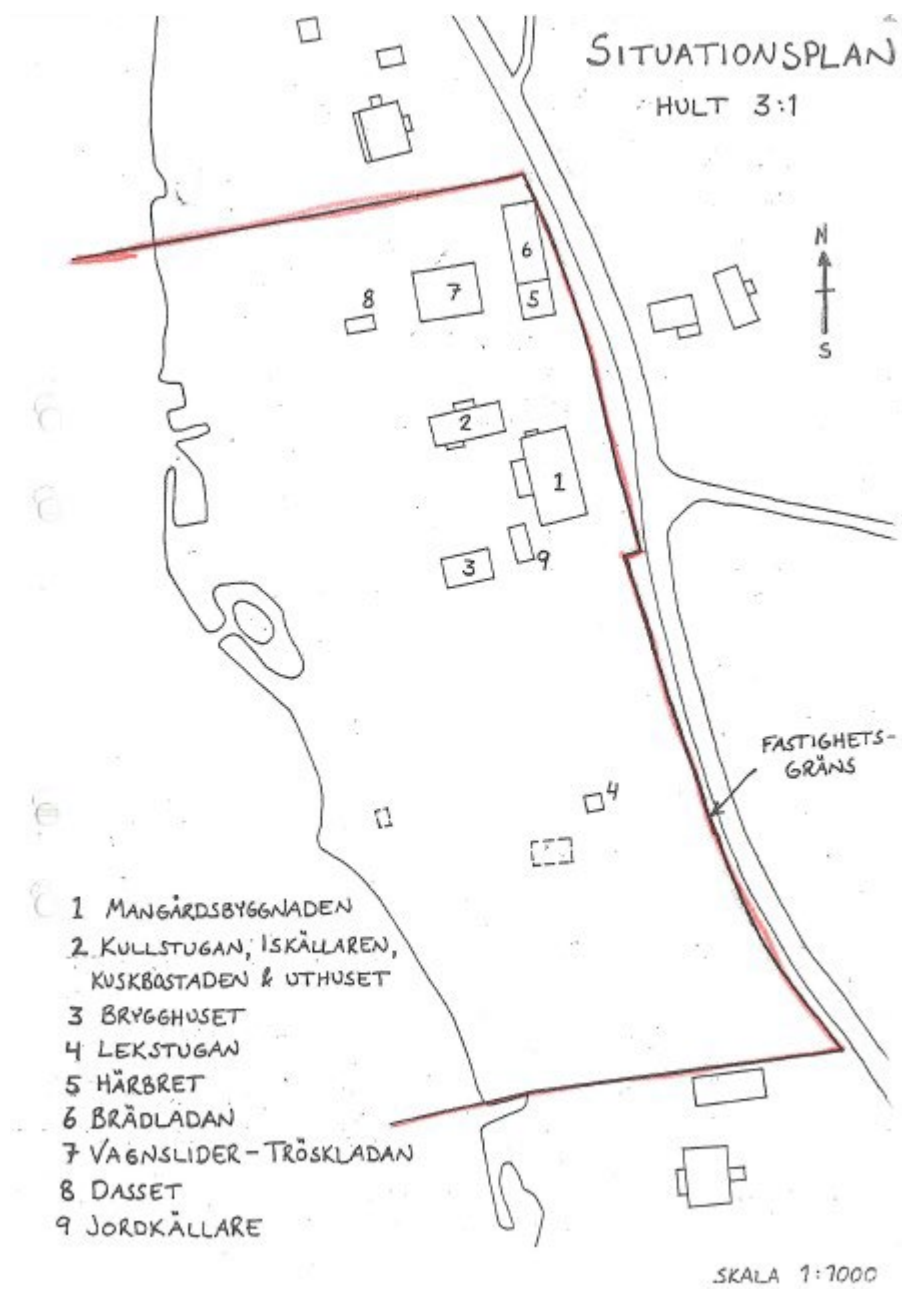 SITUATIONSPLAN
HULT 3:1
N
S
6
7
5
8
2
1
9
3
4
FASTIGHETS-
GRÄNS
1 MANGÅRDSBYGGNADEN
2 KULLSTUGAN, ISKÄLLAREN,
KUSKBOSTADEN & UTHUSET
3 BRYGGHUSET
4 LEKSTUGAN
5 HÄRBRET
6 BRÄDLADAN
7 VAGNSLIDER-TRÖSKLADAN
8 DASSET
9 JORDKÄLLARE
SKALA 1:1000